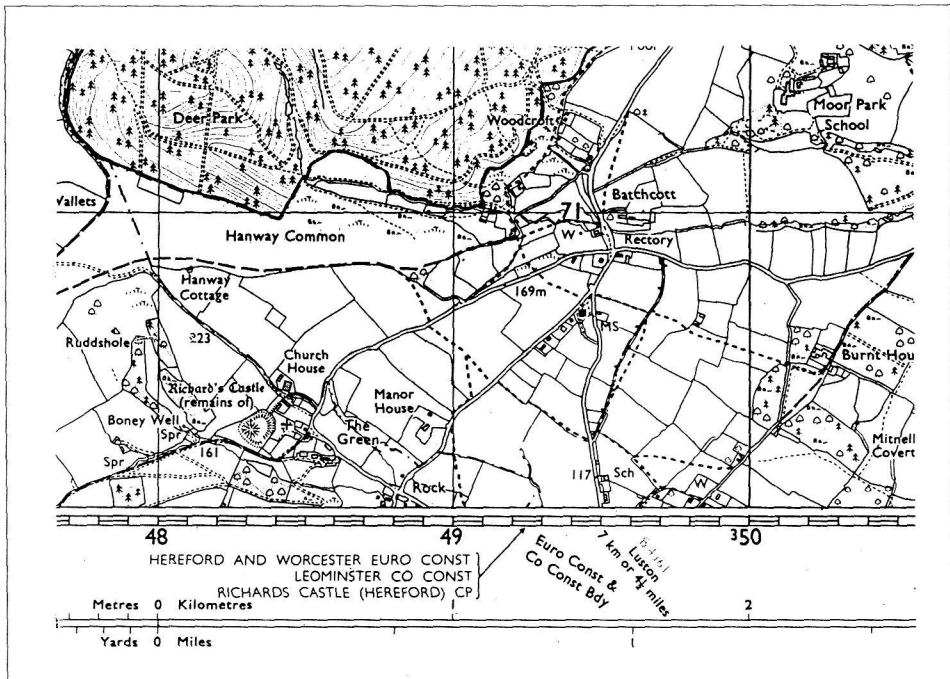 Deer Park
Woodcroft
Moor Park
School
Vallets
Batchcott
71
Hanway Common
W
Rectory
Hanway
Cottage
169m
Ruddshole
223
MS
Church
House
Burnt Hou
Richard's Castle
(remains of)
Manor
House
Boney Well
Spr
The
Green
161
Mitnell
Covert
Spr
Rock
117
Sch
W
48
49
350
HEREFORD AND WORCESTER EURO CONST
LEOMINSTER CO CONST
RICHARDS CASTLE (HEREFORD) CP
Euro Const &
Co Const Bdy
Luston
7 km or 4½ miles
Metres 0 Kilometres 1 2
Yards 0 Miles 1